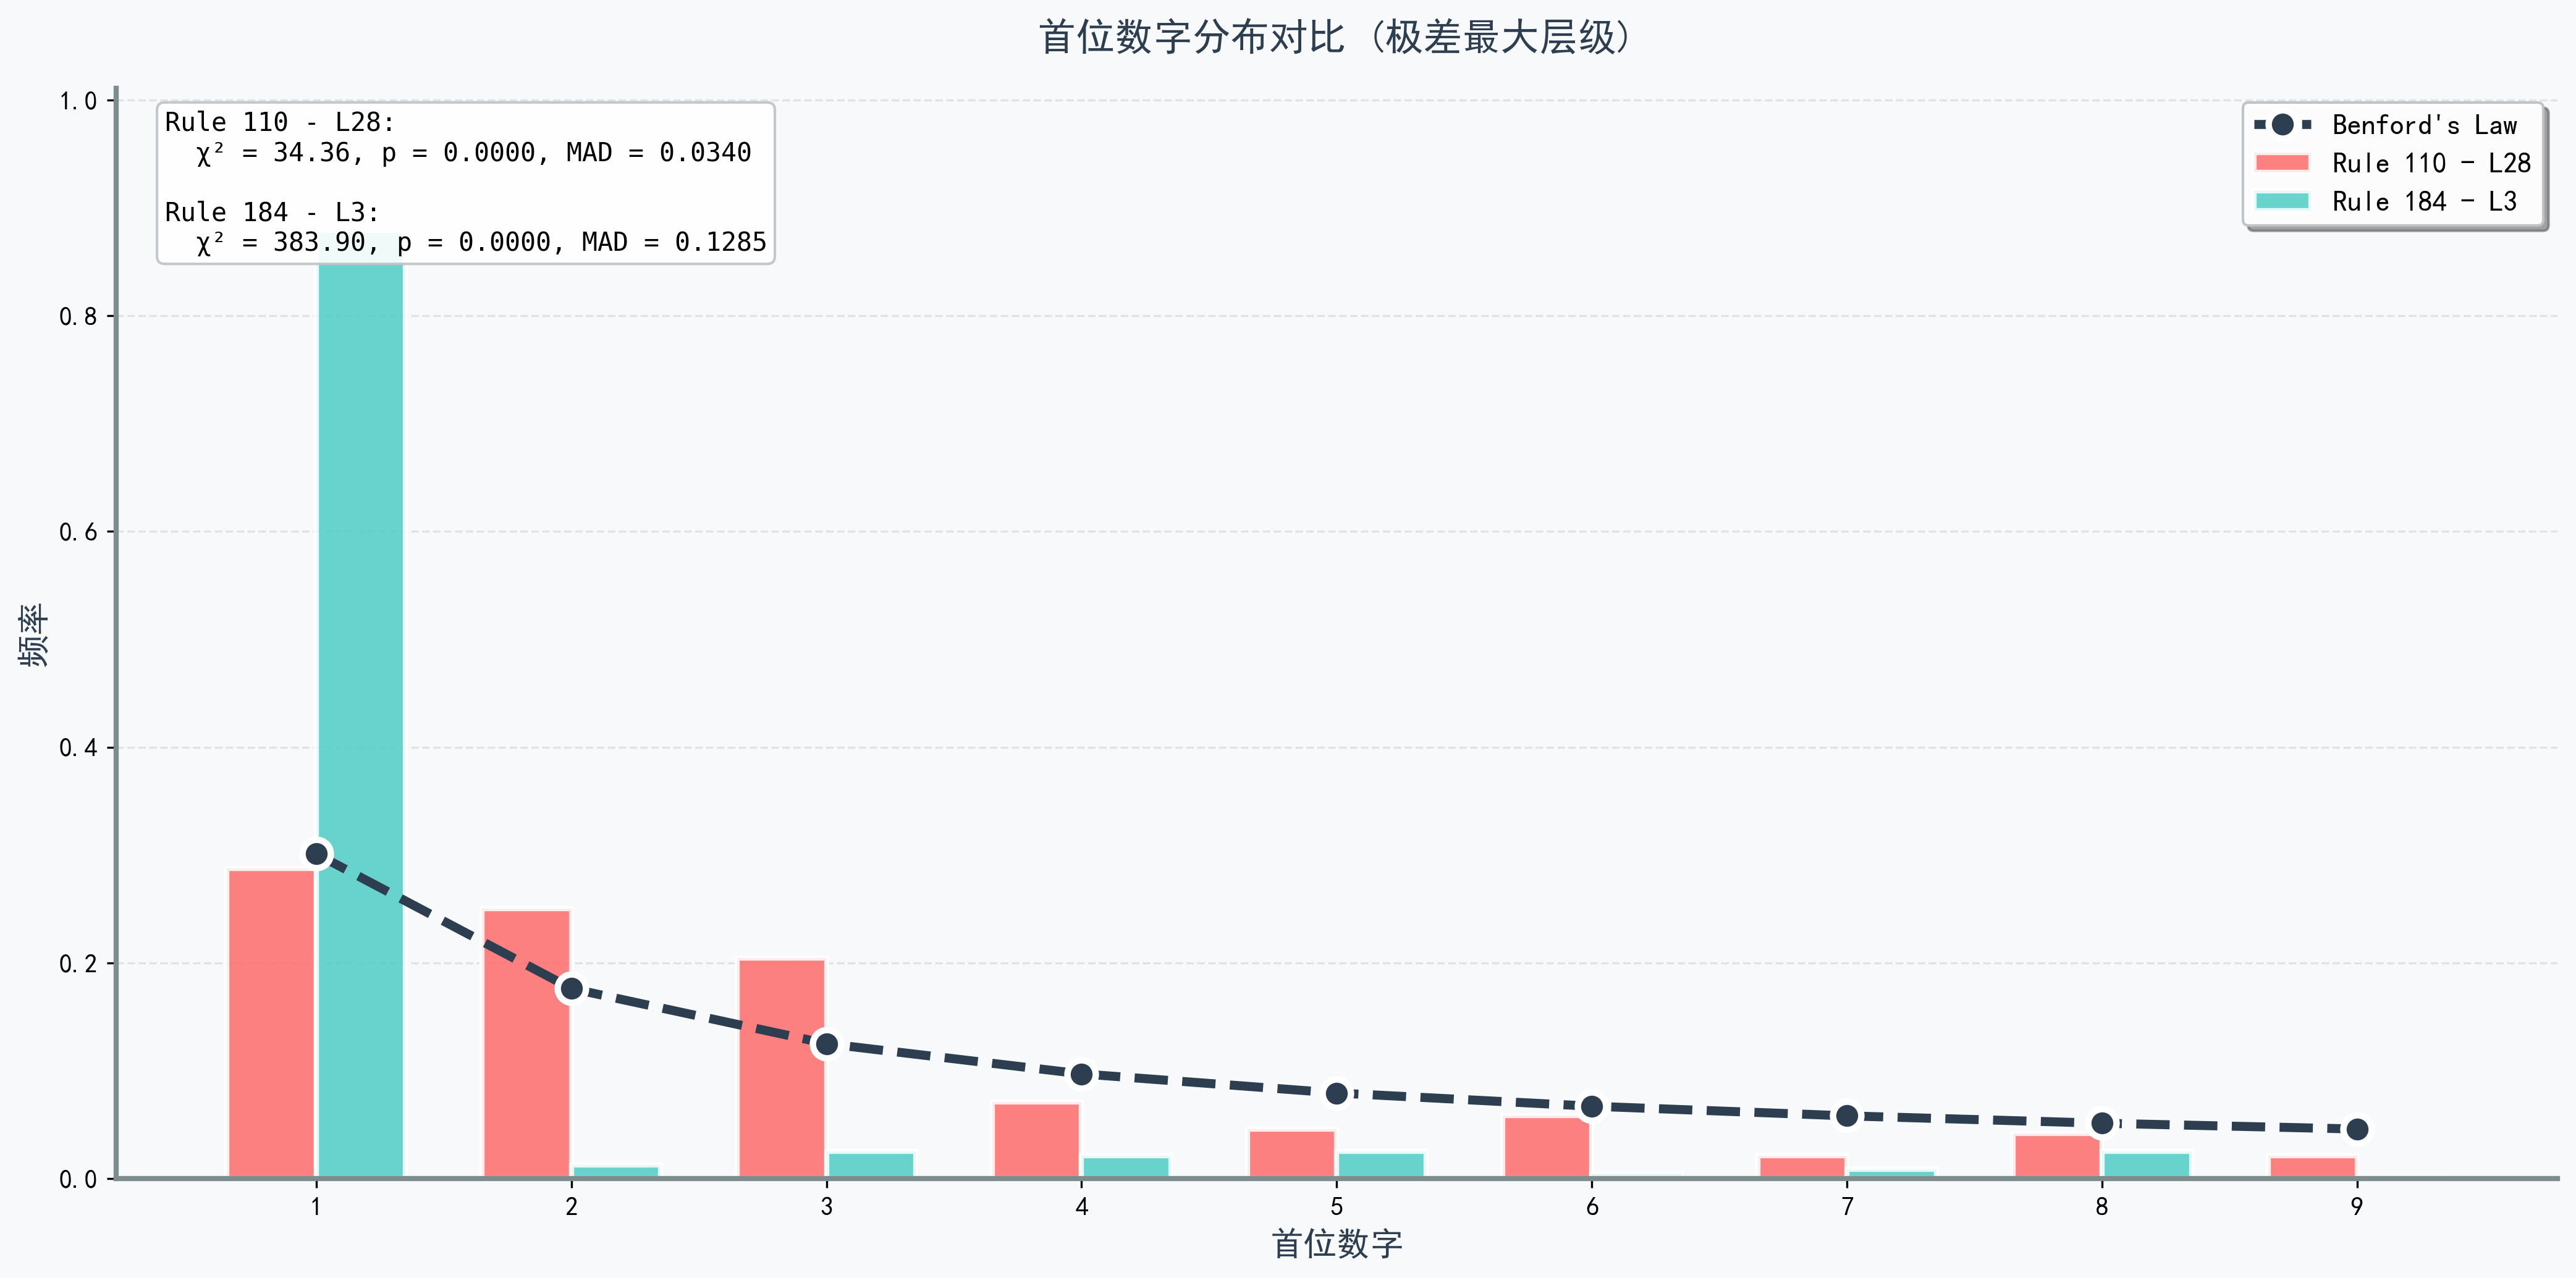 首位数字分布对比 (极差最大层级)
Rule 110 - L28:
χ² = 34.36, p = 0.0000, MAD = 0.0340
Rule 184 - L3:
χ² = 383.90, p = 0.0000, MAD = 0.1285
Benford's Law
Rule 110 - L28
Rule 184 - L3
频率
1.0
0.8
0.6
0.4
0.2
0.0
1 2 3 4 5 6 7 8 9
首位数字